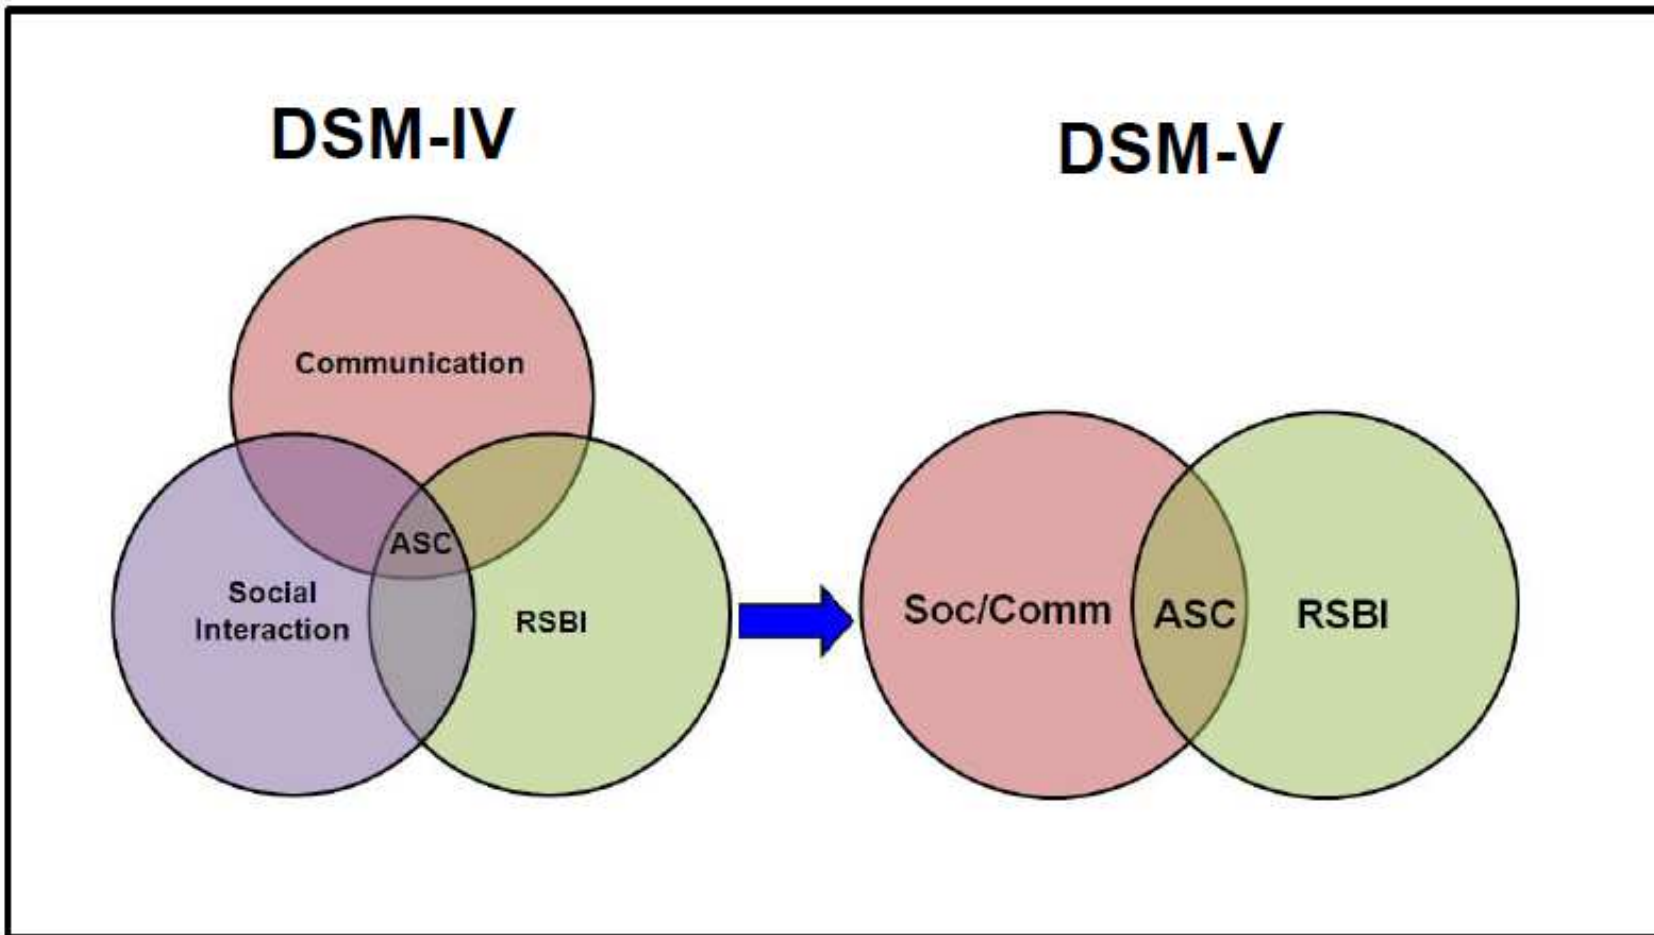 DSM-IV
Communication
ASC
Social
Interaction
RSBI
DSM-V
Soc/Comm
ASC
RSBI